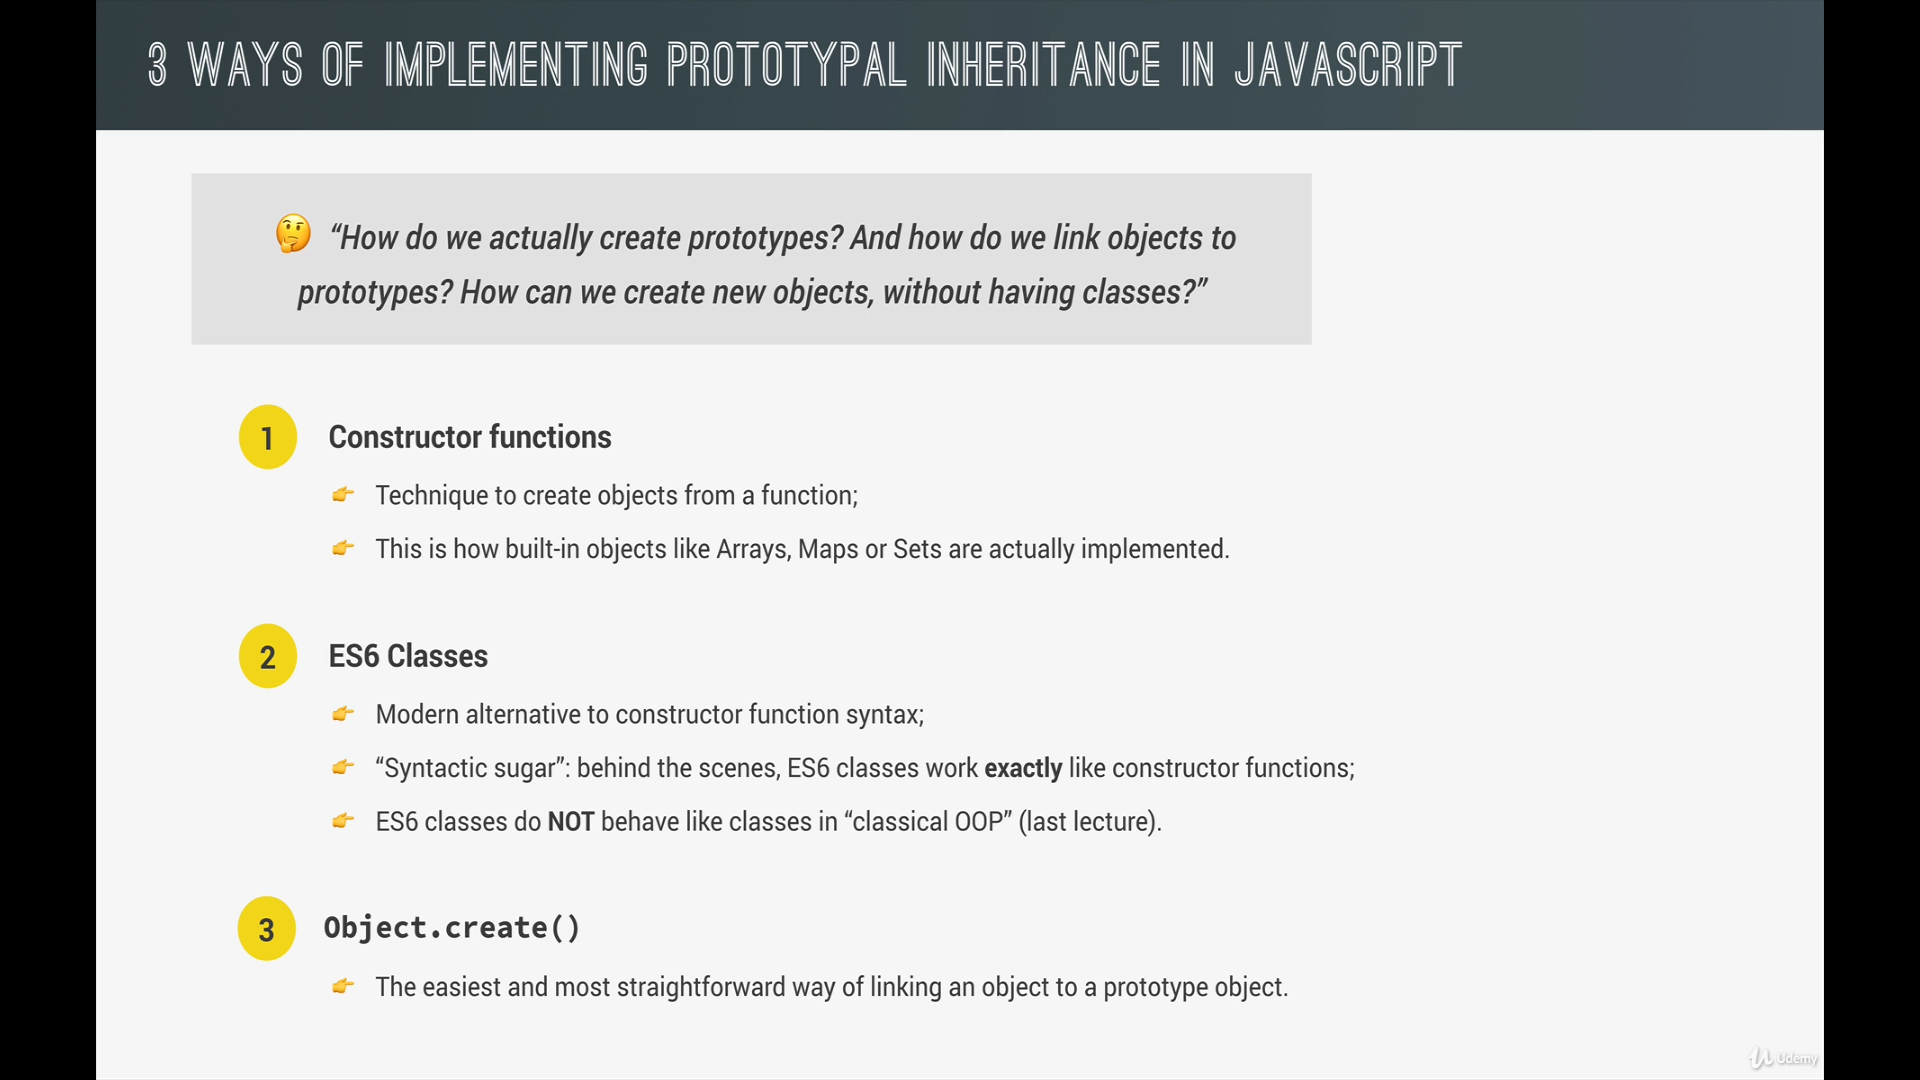 3 WAYS OF IMPLEMENTING PROTOTYPAL INHERITANCE IN JAVASCRIPT
🤔 “How do we actually create prototypes? And how do we link objects to
prototypes? How can we create new objects, without having classes?”
1 Constructor functions
👉 Technique to create objects from a function;
👉 This is how built-in objects like Arrays, Maps or Sets are actually implemented.
2 ES6 Classes
👉 Modern alternative to constructor function syntax;
👉 “Syntactic sugar”: behind the scenes, ES6 classes work exactly like constructor functions;
👉 ES6 classes do NOT behave like classes in “classical OOP” (last lecture).
3 Object.create()
👉 The easiest and most straightforward way of linking an object to a prototype object.
Udemy